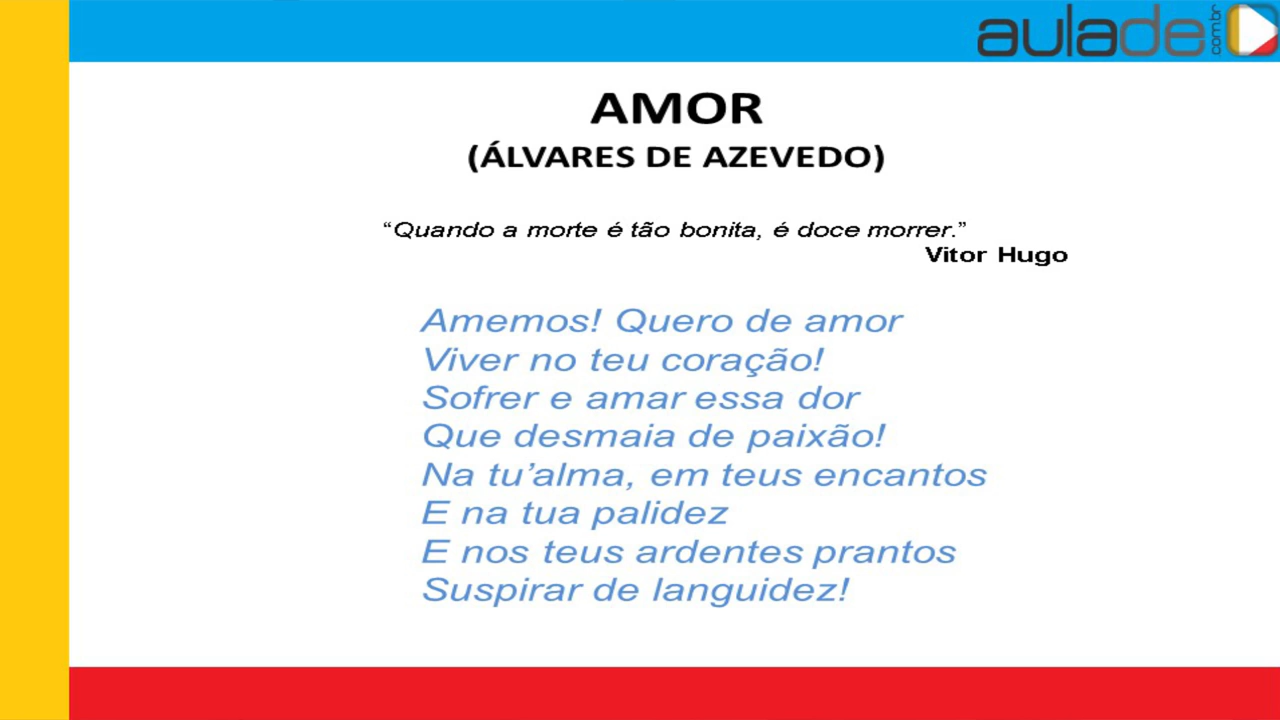 aulade
.com.br
AMOR
(ÁLVARES DE AZEVEDO)
“Quando a morte é tão bonita, é doce morrer.”
Vitor Hugo
Amemos! Quero de amor
Viver no teu coração!
Sofrer e amar essa dor
Que desmaia de paixão!
Na tu’alma, em teus encantos
E na tua palidez
E nos teus ardentes prantos
Suspirar de languidez!